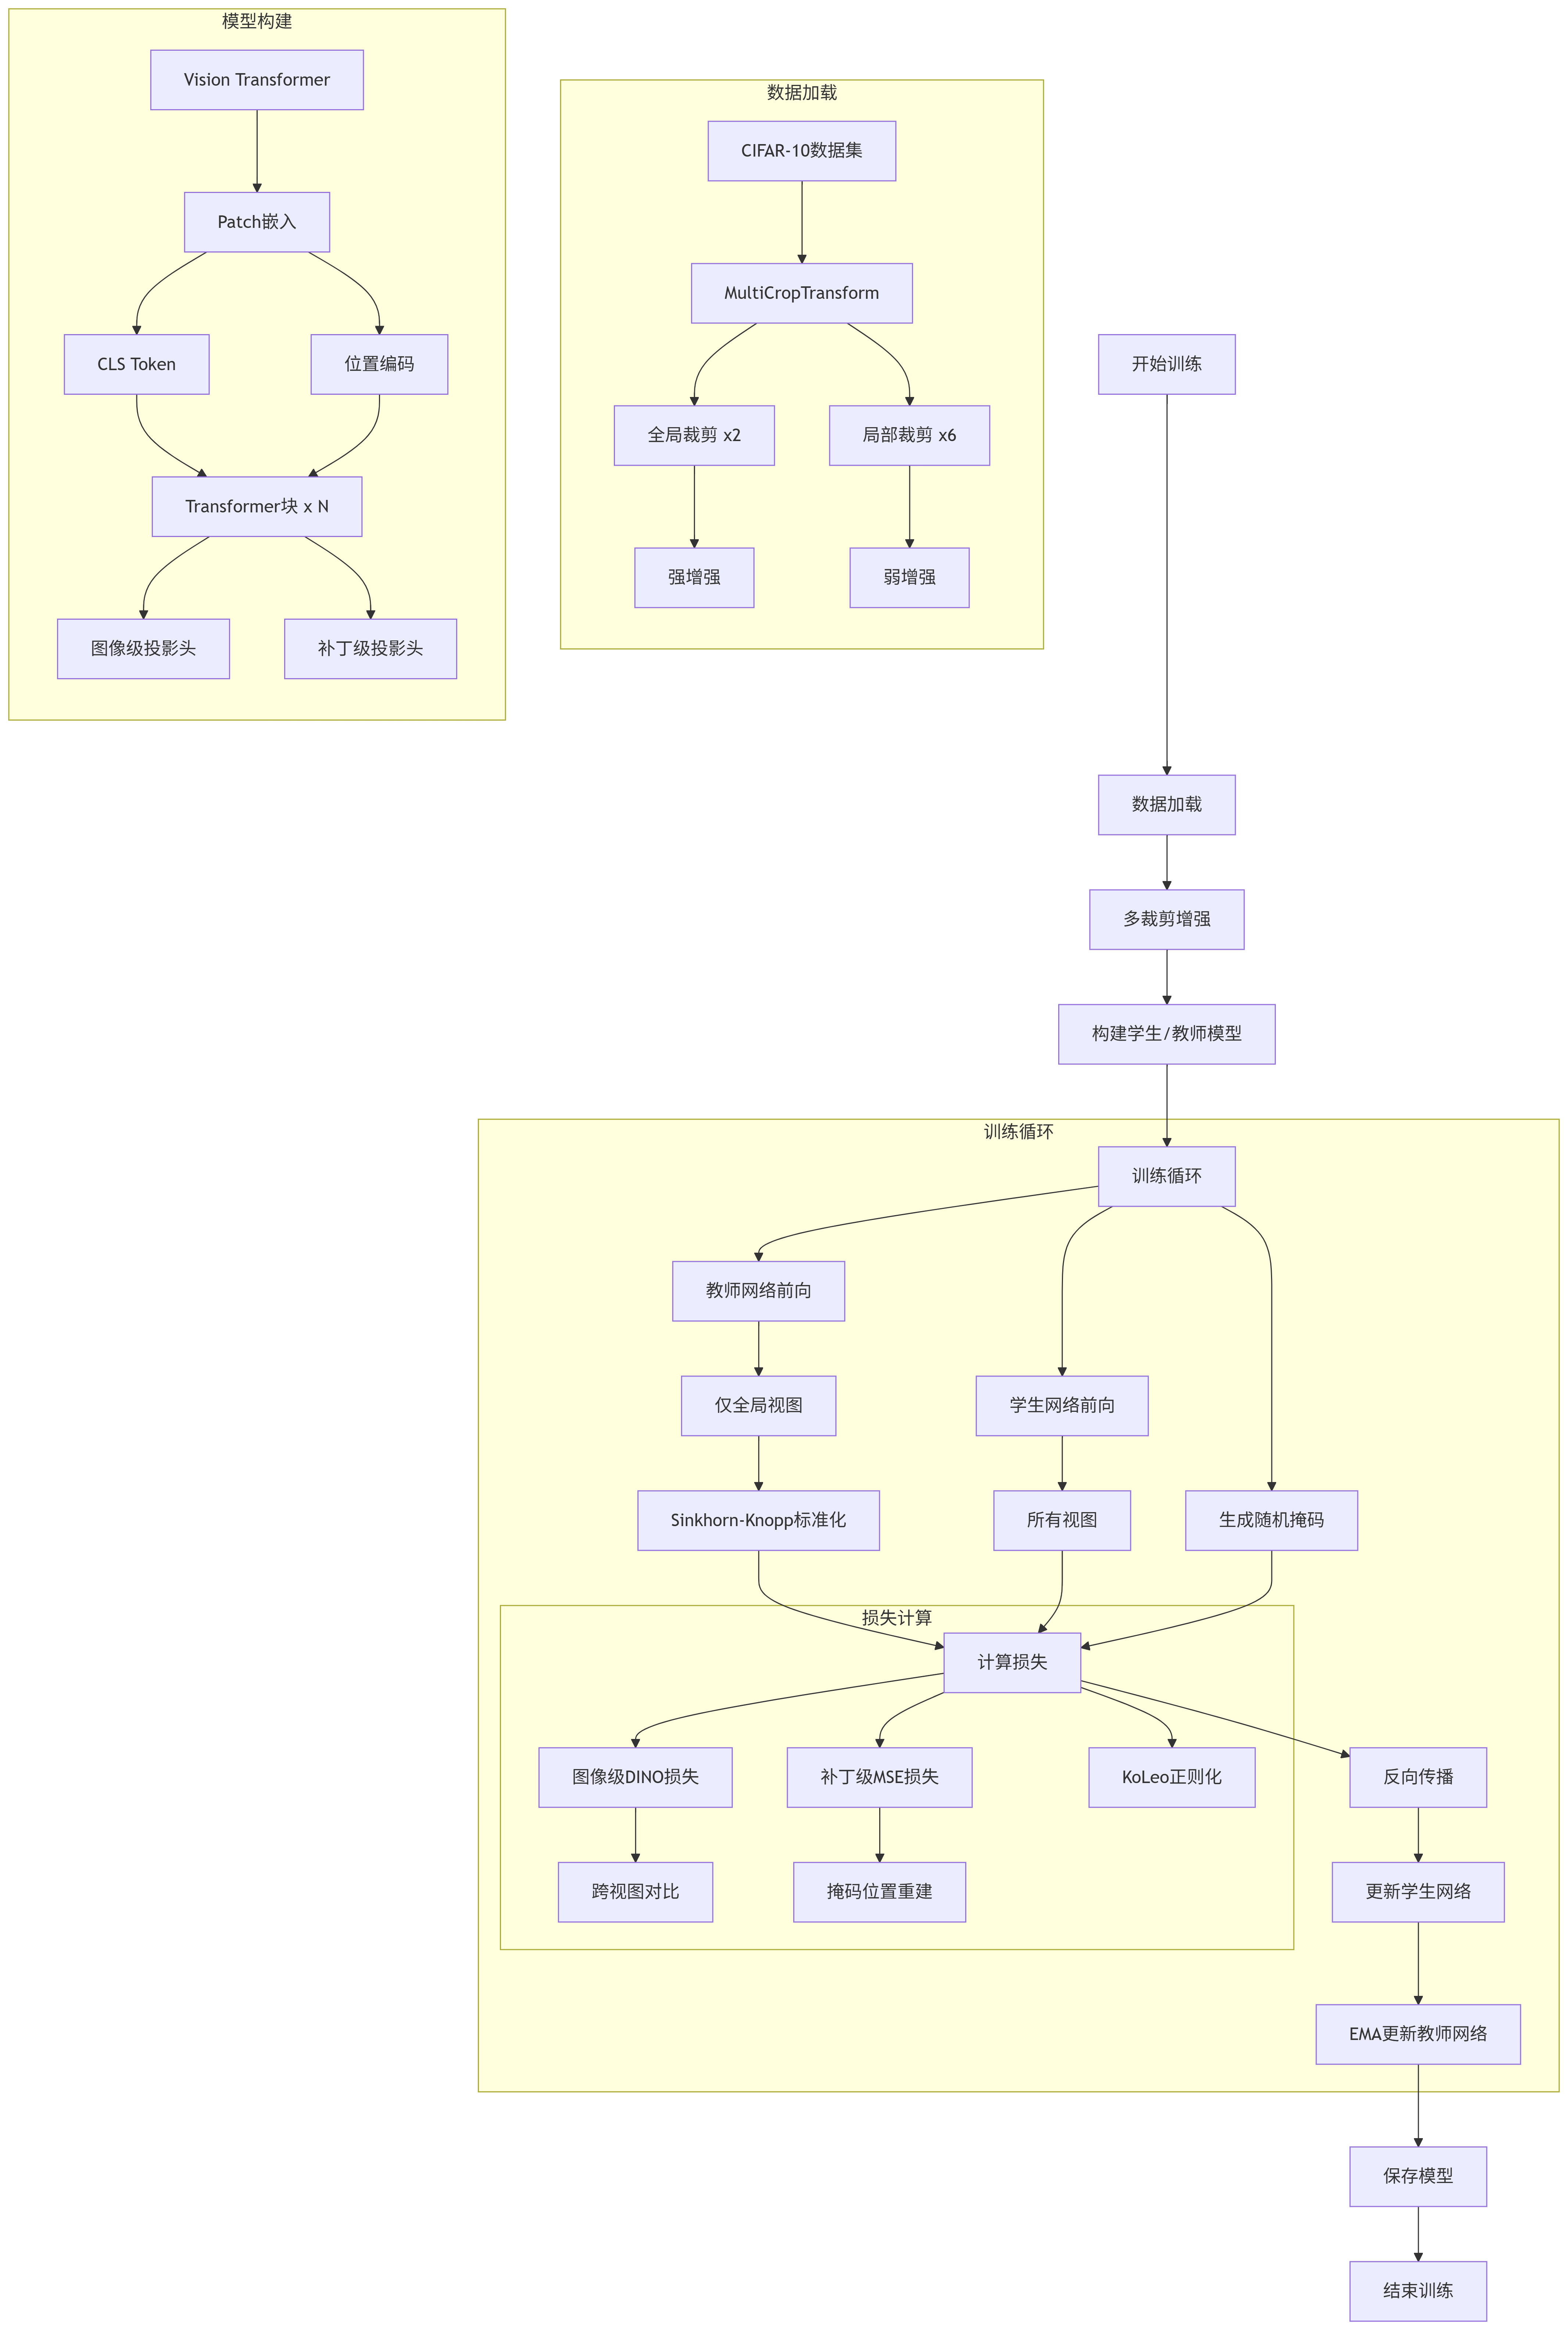 模型构建
Vision Transformer
Patch嵌入
CLS Token
位置编码
Transformer块 x N
图像级投影头
补丁级投影头
数据加载
CIFAR-10数据集
MultiCropTransform
全局裁剪 x2
局部裁剪 x6
强增强
弱增强
开始训练
数据加载
多裁剪增强
构建学生/教师模型
训练循环
训练循环
教师网络前向
仅全局视图
学生网络前向
Sinkhorn-Knopp标准化
所有视图
生成随机掩码
损失计算
计算损失
图像级DINO损失
补丁级MSE损失
KoLeo正则化
反向传播
跨视图对比
掩码位置重建
更新学生网络
EMA更新教师网络
保存模型
结束训练